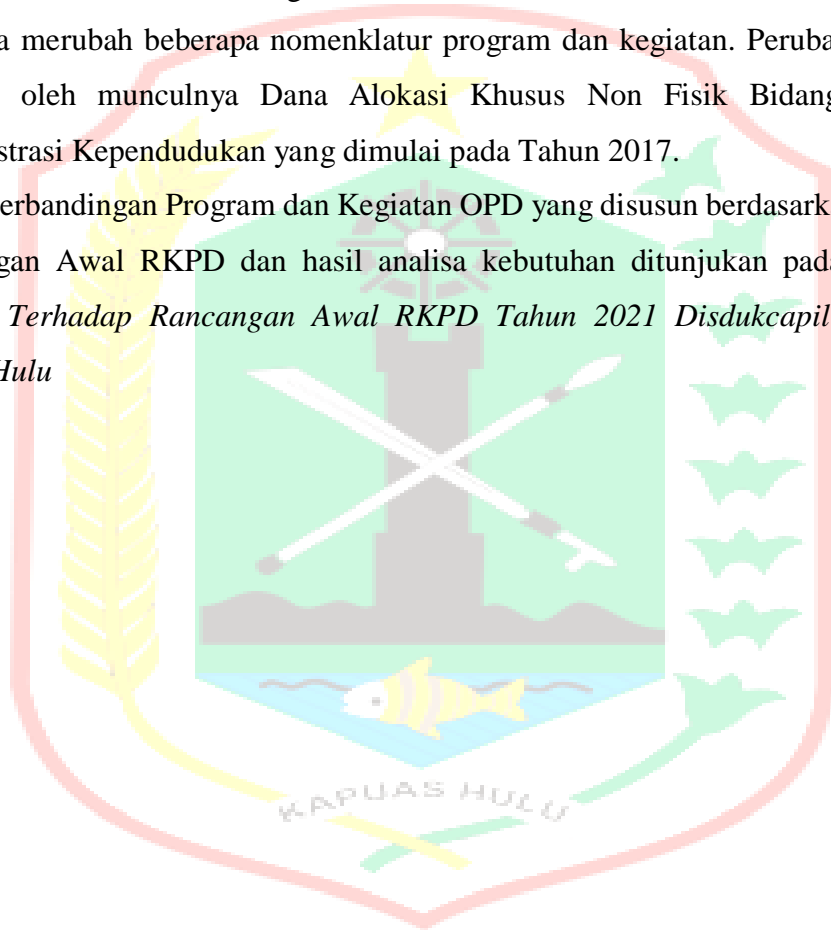 a merubah beberapa nomenklatur program dan kegiatan. Peruba
oleh munculnya Dana Alokasi Khusus Non Fisik Bidang
strasi Kependudukan yang dimulai pada Tahun 2017.
erbandingan Program dan Kegiatan OPD yang disusun berdasark
gan Awal RKPD dan hasil analisa kebutuhan ditunjukan pada
Terhadap Rancangan Awal RKPD Tahun 2021 Disdukcapil
Hulu
KAPUAS HULU